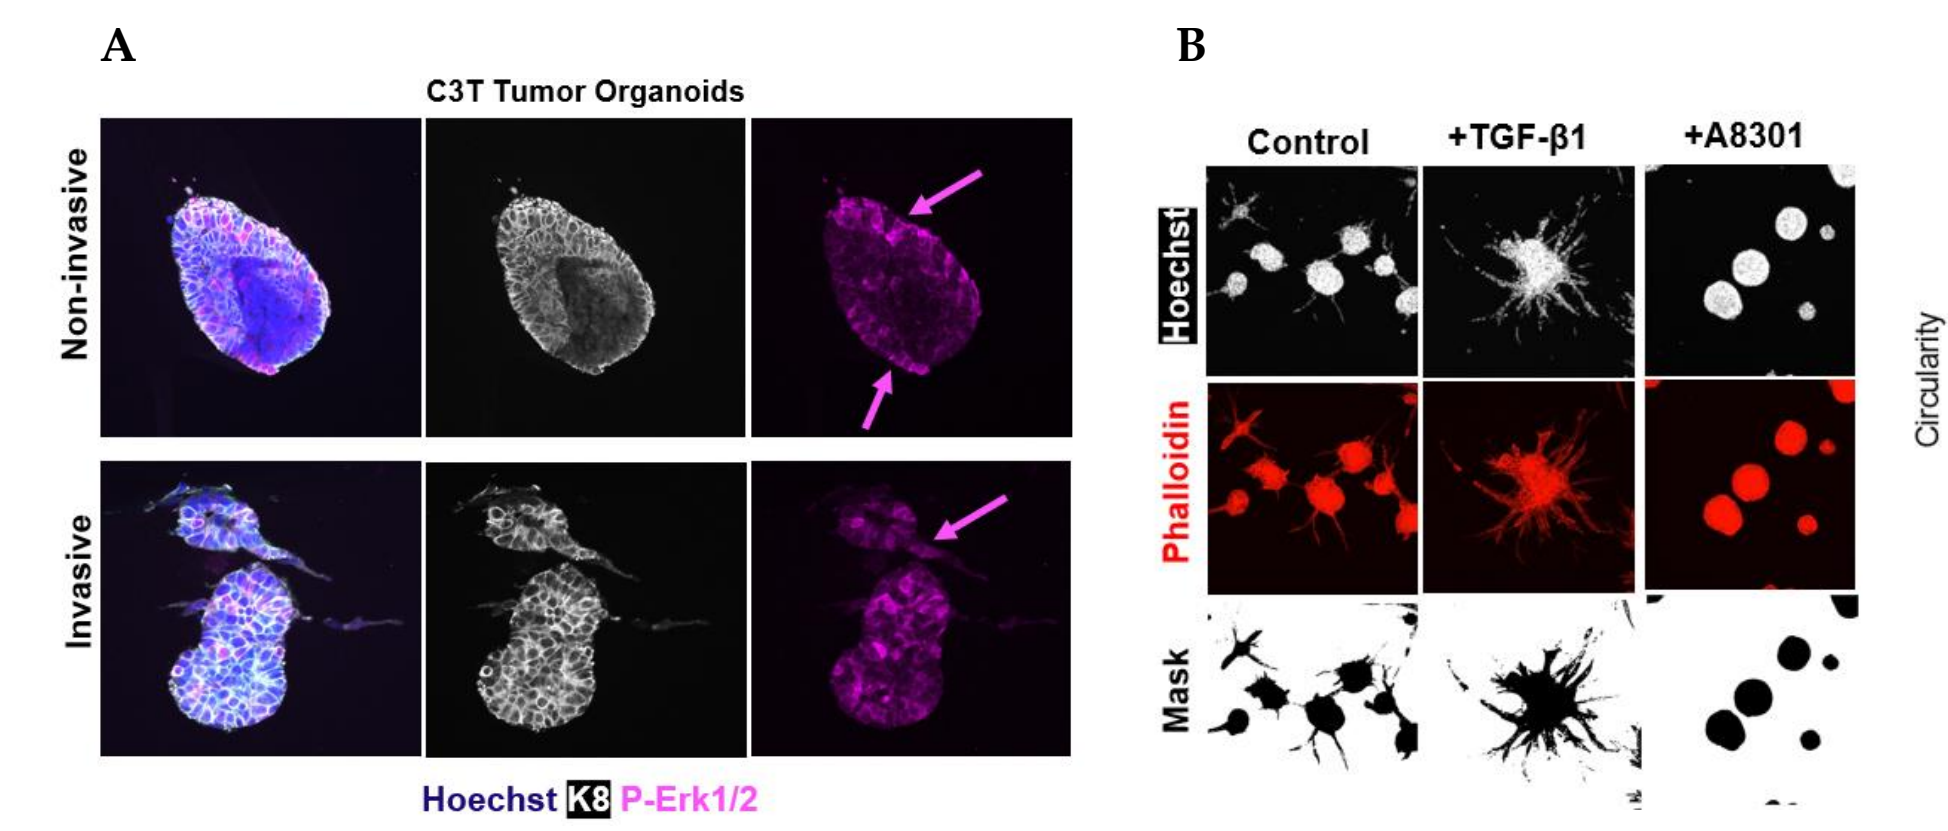 A
C3T Tumor Organoids
Non-invasive
Invasive
Hoechst K8 P-Erk1/2
B
Control
+TGF-β1
+A8301
Hoechst
Phalloidin
Mask
Circularity